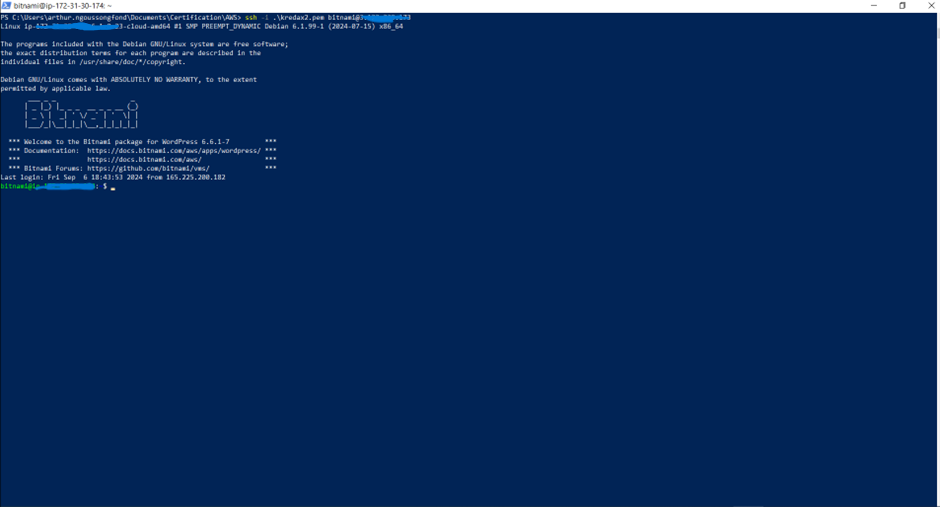 bitnami@ip-172-31-30-174: ~
PS C:\Users\arthur.ngoussongfond\Documents\Certification\AWS> ssh -i .\kredax2.pem bitnami@
Linux ip-cloud-amd64 #1 SMP PREEMPT_DYNAMIC Debian 6.1.99-1 (2024-07-15) x86_64
The programs included with the Debian GNU/Linux system are free software;
the exact distribution terms for each program are described in the
individual files in /usr/share/doc/*/copyright.
Debian GNU/Linux comes with ABSOLUTELY NO WARRANTY, to the extent
permitted by applicable law.
Bitnami
*** Welcome to the Bitnami package for WordPress 6.6.1-7 ***
*** Documentation: https://docs.bitnami.com/aws/apps/wordpress/ ***
*** https://docs.bitnami.com/aws/ ***
*** Bitnami Forums: https://github.com/bitnami/vms/ ***
Last login: Fri Sep 6 18:43:53 2024 from 165.225.200.182
bitnami@ip-: $